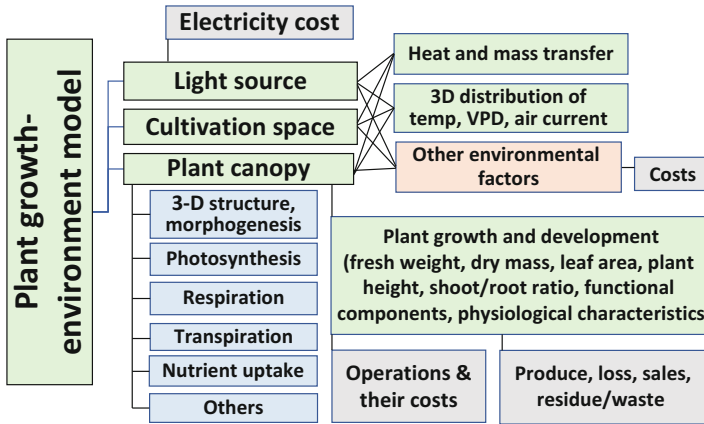 Plant growth-
environment model
Electricity cost
Light source
Cultivation space
Plant canopy
3-D structure,
morphogenesis
Photosynthesis
Respiration
Transpiration
Nutrient uptake
Others
Heat and mass transfer
3D distribution of
temp, VPD, air current
Other environmental
factors
Costs
Plant growth and development
(fresh weight, dry mass, leaf area, plant
height, shoot/root ratio, functional
components, physiological characteristics
Operations &
their costs
Produce, loss, sales,
residue/waste